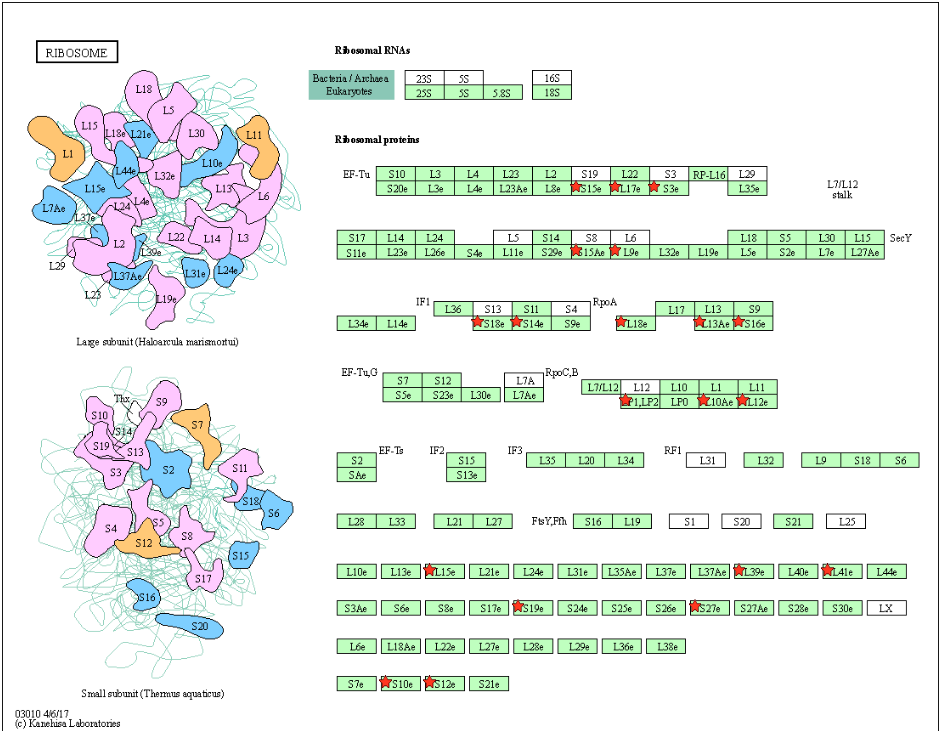 RIBOSOME
Large subunit (Haloarcula marismortui)
L18
L5
L15
L18e
L21e
L30
L11
L1
L44e
L10e
L32e
L15e
L13
L6
L7Ae
L24
L4e
L37e
L2
L22
L14
L3
L39e
L29
L37Ae
L31e
L24e
L23
L19e
Small subunit (Thermus aquaticus)
Thx
S9
S10
S14
S7
S19
S13
S3
S2
S11
S18
S6
S4
S5
S12
S8
S15
S17
S16
S20
03010 4/6/17
(c) Kanehisa Laboratories
Ribosomal RNAs
Bacteria / Archaea 23S 5S 16S
Eukaryotes 25S 5S 5.8S 18S
Ribosomal proteins
EF-Tu S10 L3 L4 L23 L2 S19 L22 S3 RP-L16 L29
S20e L3e L4e L23Ae L8e S15e L17e S3e L35e
L7/L12
stalk
S17 L14 L24 L5 S14 S8 L6 L18 S5 L30 L15 SecY
S11e L23e L26e S4e L11e S29e S15Ae L9e L32e L19e L5e S2e L7e L27Ae
IF1 L36 S13 S11 S4 RpoA L17 L13 S9
L34e L14e S18e S14e S9e L18e L13Ae S16e
EF-Tu,G S7 S12 L7A RpoC,B L7/L12 L12 L10 L1 L11
S5e S23e L30e L7Ae LP1,LP2 LP0 L10Ae L12e
S2 EF-Ts IF2 S15 IF3 L35 L20 L34 RF1 L31 L32 L9 S18 S6
SAe S13e
L28 L33 L21 L27 FtsY,Ffh S16 L19 S1 S20 S21 L25
L10e L13e L15e L21e L24e L31e L35Ae L37e L37Ae L39e L40e L41e L44e
S3Ae S6e S8e S17e S19e S24e S25e S26e S27e S27Ae S28e S30e LX
L6e L18Ae L22e L27e L28e L29e L36e L38e
S7e S10e S12e S21e